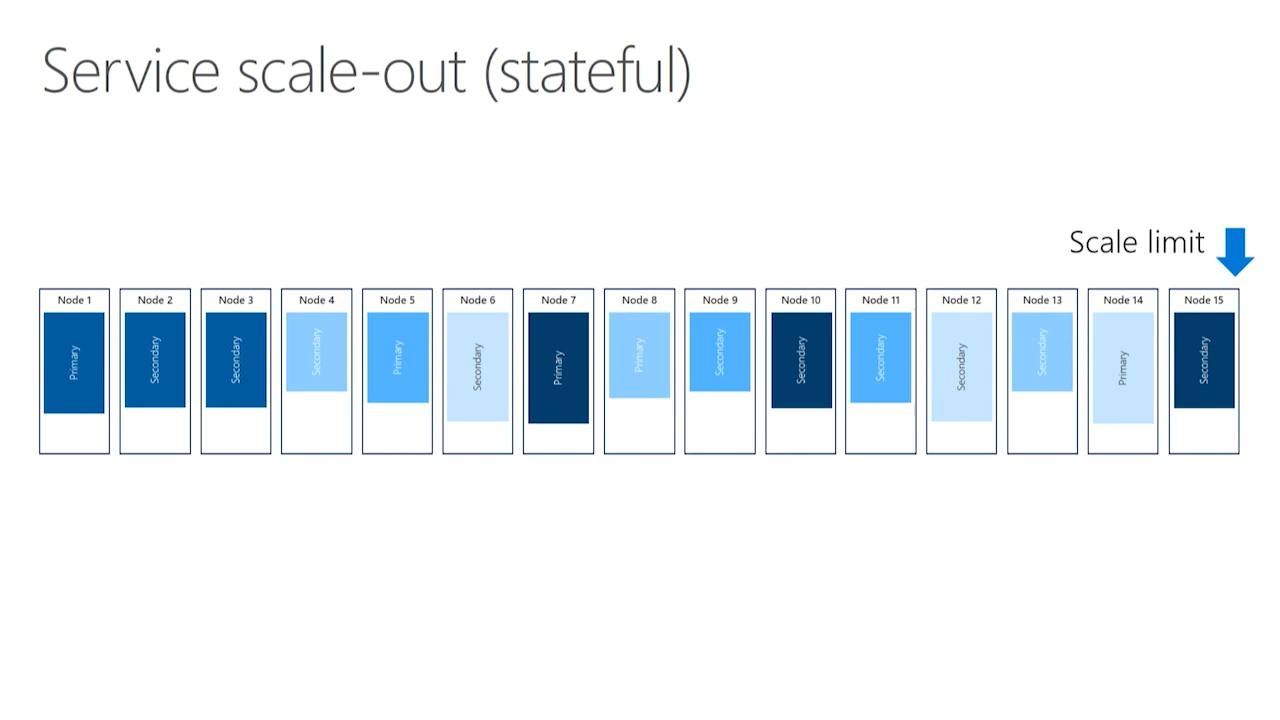 Service scale-out (stateful)
Scale limit
Node 1
Node 2
Node 3
Node 4
Node 5
Node 6
Node 7
Node 8
Node 9
Node 10
Node 11
Node 12
Node 13
Node 14
Node 15
Primary
Secondary
Secondary
Secondary
Primary
Secondary
Primary
Primary
Secondary
Secondary
Secondary
Secondary
Secondary
Primary
Secondary